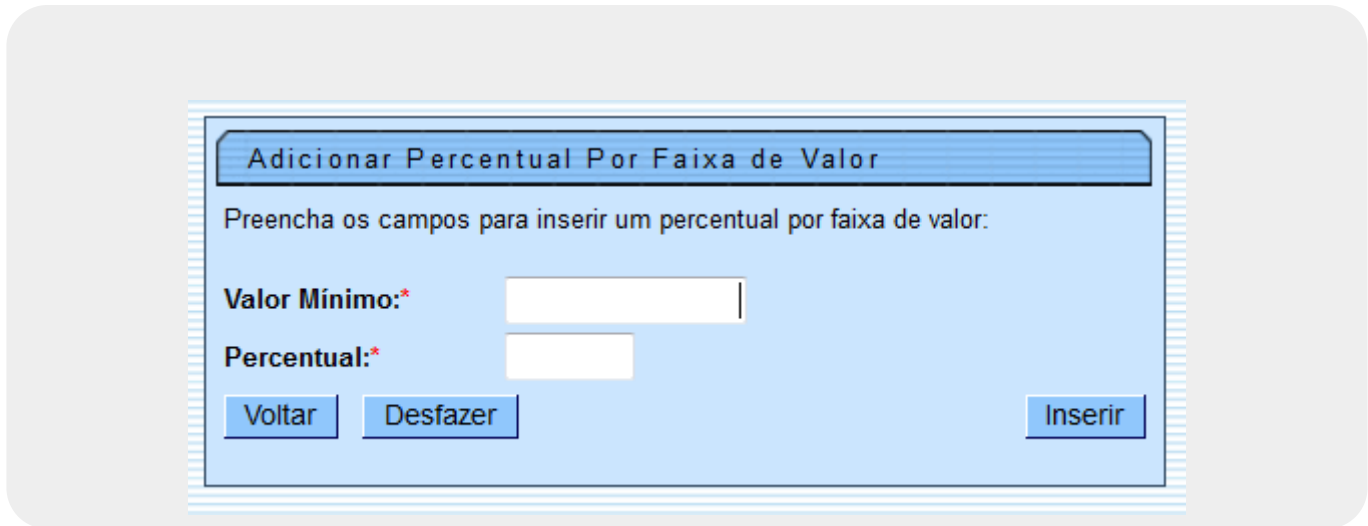 Adicionar Percentual Por Faixa de Valor
Preencha os campos para inserir um percentual por faixa de valor:
Valor Mínimo:*
Percentual:*
Voltar Desfazer Inserir